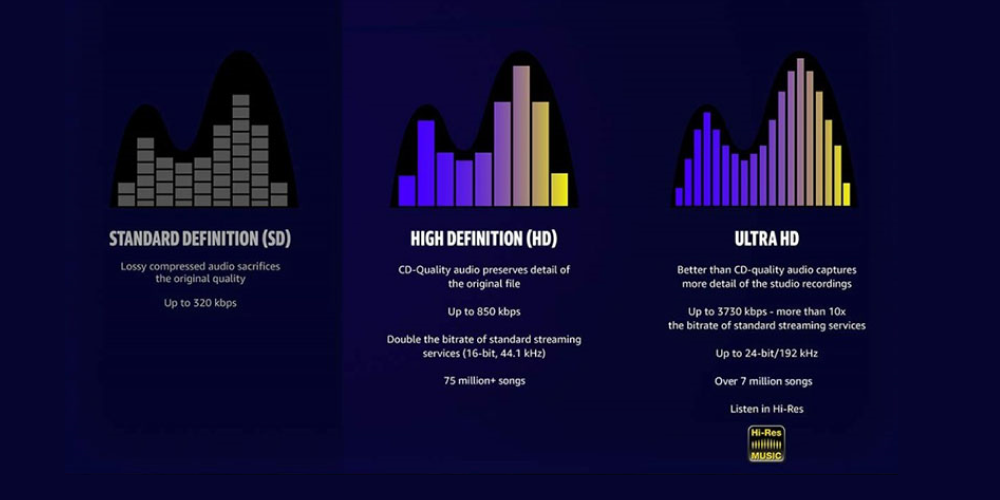 STANDARD DEFINITION (SD)
Lossy compressed audio sacrifices
the original quality
Up to 320 kbps
HIGH DEFINITION (HD)
CD-Quality audio preserves detail of
the original file
Up to 850 kbps
Double the bitrate of standard streaming
services (16-bit, 44.1 kHz)
75 million+ songs
ULTRA HD
Better than CD-quality audio captures
more detail of the studio recordings
Up to 3730 kbps - more than 10x
the bitrate of standard streaming services
Up to 24-bit/192 kHz
Over 7 million songs
Listen in Hi-Res
Hi-Res
MUSIC